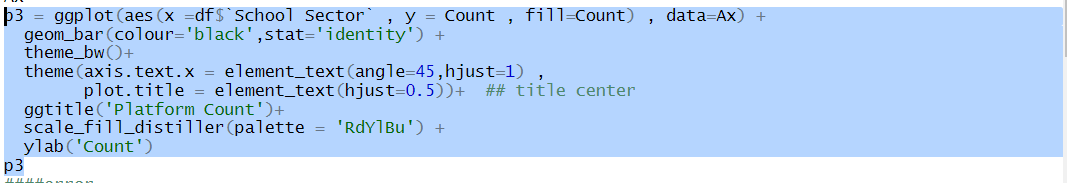 p3 = ggplot(aes(x =df$`School Sector` , y = Count , fill=Count) , data=Ax) +
geom_bar(colour='black',stat='identity') +
theme_bw()+
theme(axis.text.x = element_text(angle=45,hjust=1) ,
plot.title = element_text(hjust=0.5))+  ## title center
ggtitle('Platform Count')+
scale_fill_distiller(palette = 'RdYlBu') +
ylab('Count')
p3